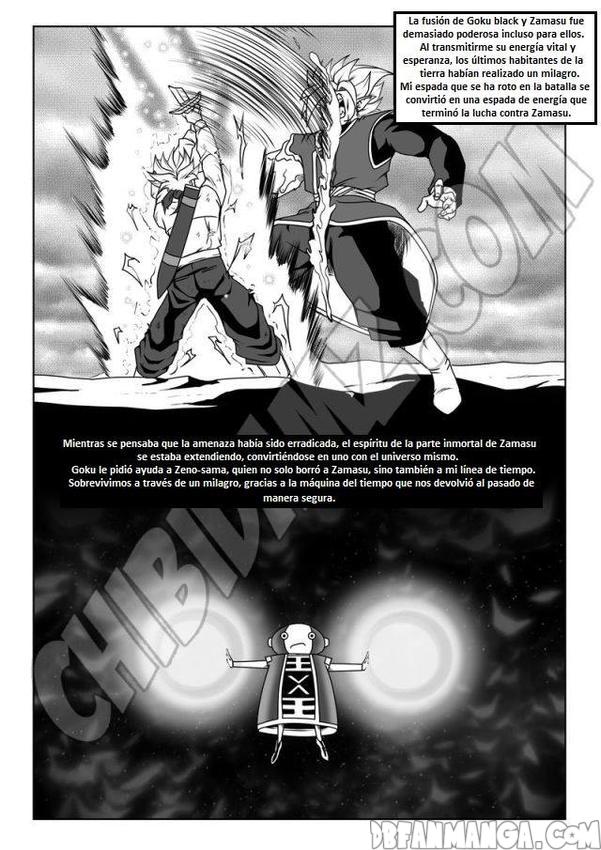 La fusión de Goku black y Zamasu fue
demasiado poderosa incluso para ellos.
Al transmitirme su energía vital y
esperanza, los últimos habitantes de la
tierra habían realizado un milagro.
Mi espada que se ha roto en la batalla se
convirtió en una espada de energía que
terminó la lucha contra Zamasu.
Mientras se pensaba que la amenaza había sido erradicada, el espíritu de la parte inmortal de Zamasu
se estaba extendiendo, convirtiéndose en uno con el universo mismo.
Goku le pidió ayuda a Zeno-sama, quien no solo borró a Zamasu, sino también a mi línea de tiempo.
Sobrevivimos a través de un milagro, gracias a la máquina del tiempo que nos devolvió al pasado de
manera segura.
DBFANMANGA.COM